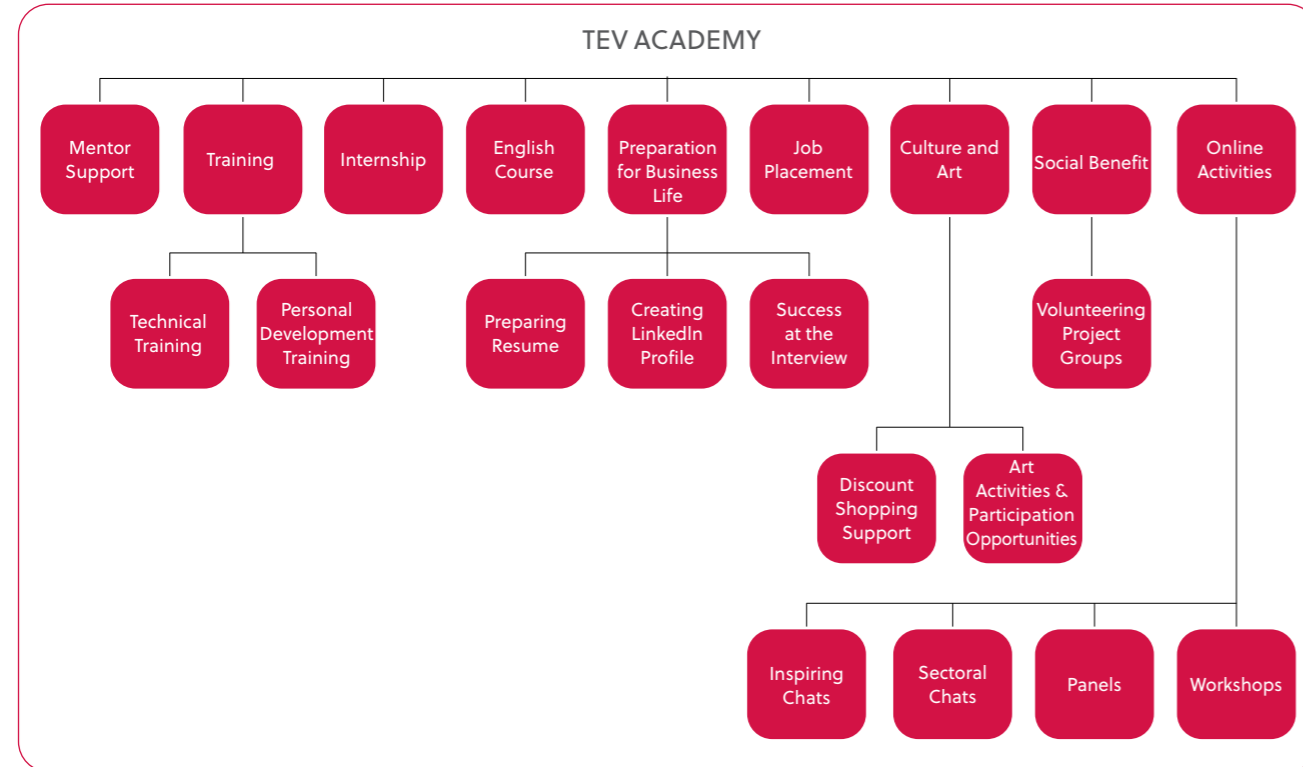 TEV ACADEMY
Mentor
Support
Training
Internship
English
Course
Preparation
for Business
Life
Job
Placement
Culture and
Art
Social Benefit
Online
Activities
Technical
Training
Personal
Development
Training
Preparing
Resume
Creating
LinkedIn
Profile
Success
at the
Interview
Volunteering
Project
Groups
Discount
Shopping
Support
Art
Activities &
Participation
Opportunities
Inspiring
Chats
Sectoral
Chats
Panels
Workshops